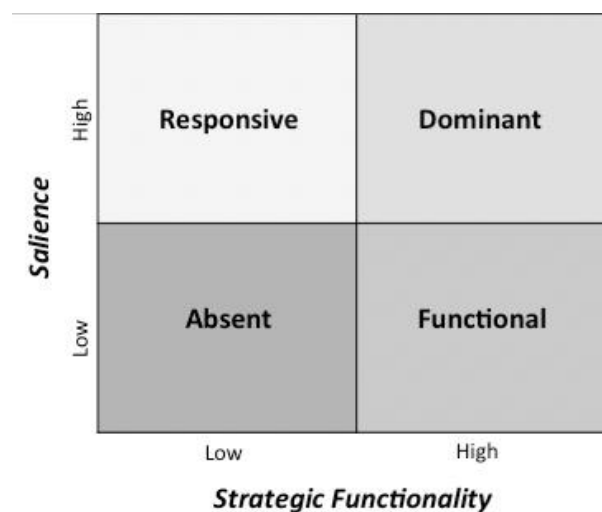 Salience
High
Responsive
Dominant
Low
Absent
Functional
Low
High
Strategic Functionality